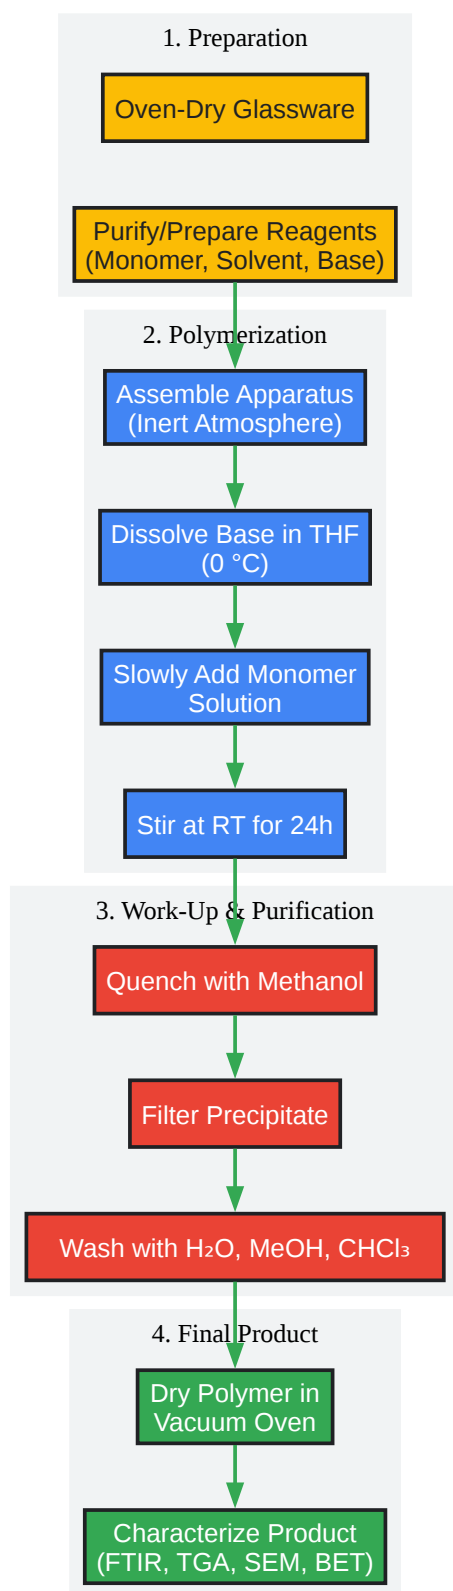 1. Preparation
Oven-Dry Glassware
Purify/Prepare Reagents
(Monomer, Solvent, Base)
2. Polymerization
Assemble Apparatus
(Inert Atmosphere)
Dissolve Base in THF
(0 °C)
Slowly Add Monomer
Solution
Stir at RT for 24h
3. Work-Up & Purification
Quench with Methanol
Filter Precipitate
Wash with H₂O, MeOH, CHCl₃
4. Final Product
Dry Polymer in
Vacuum Oven
Characterize Product
(FTIR, TGA, SEM, BET)